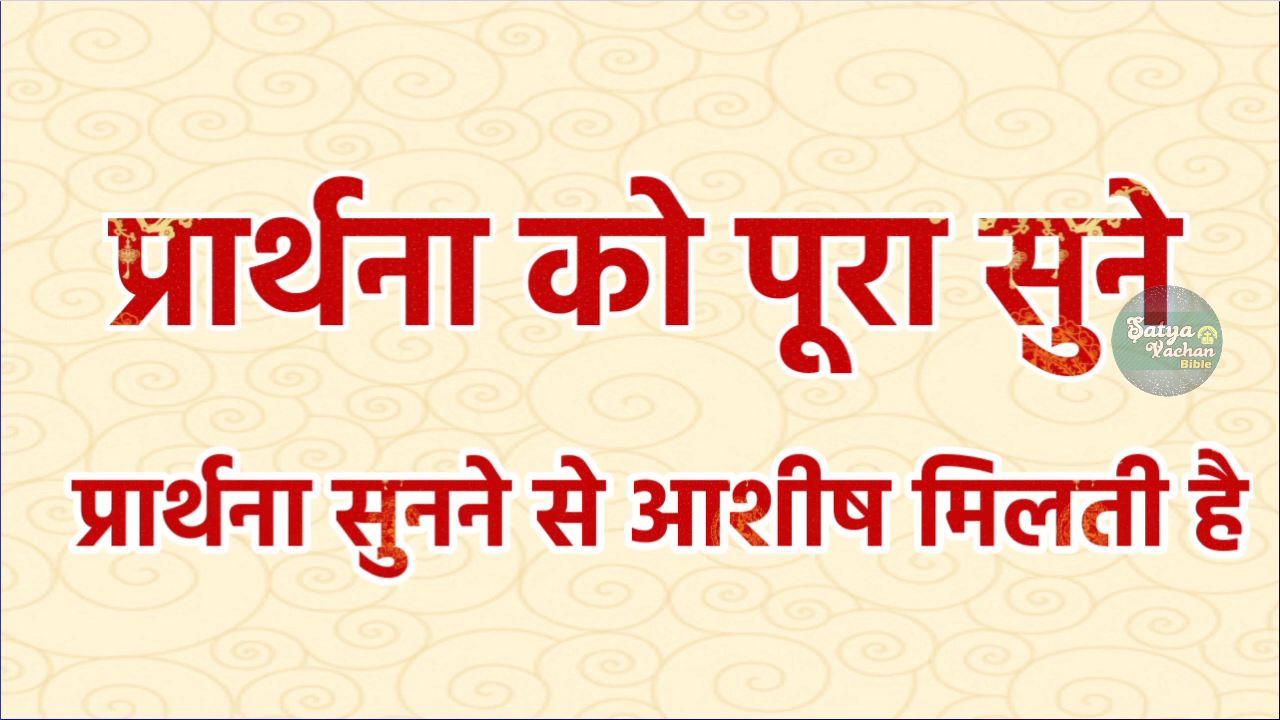 प्रार्थना को पूरा सुने
Satya
Vachan
Bible
प्रार्थना सुनने से आशीष मिलती है